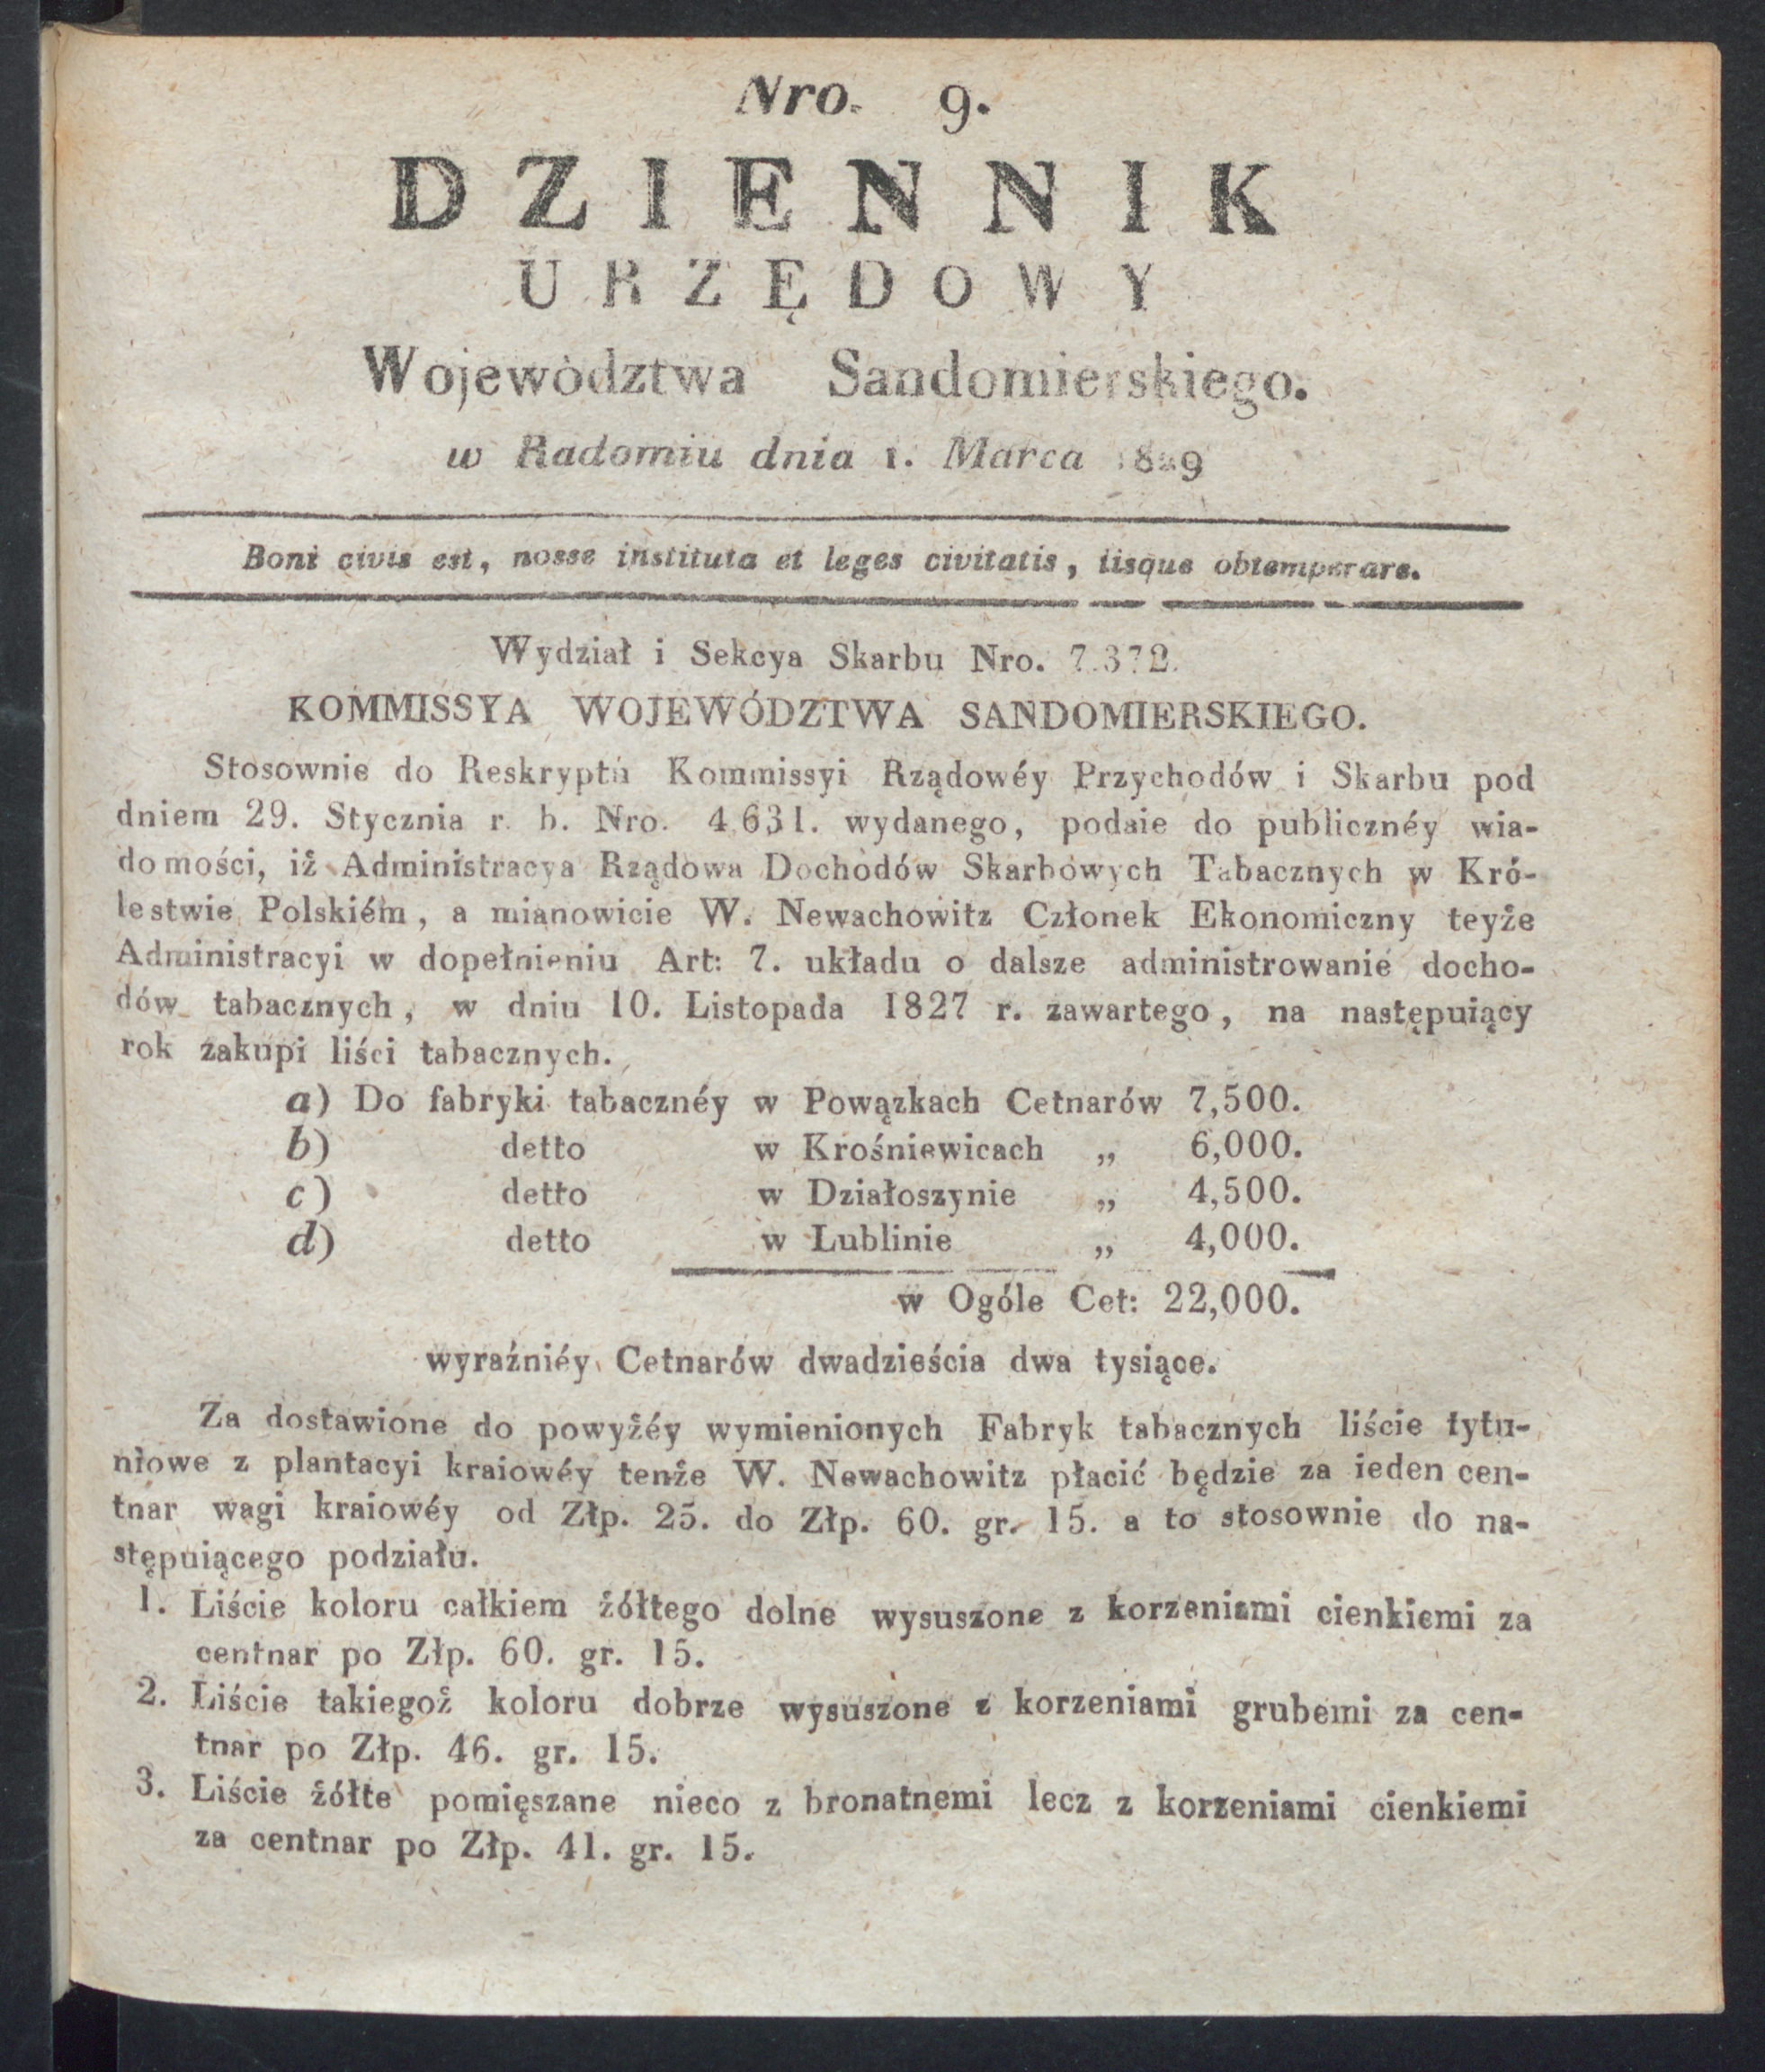 Nro. 9.
DZIENNIK
URZĘDOWY
Województwa Sandomierskiego.
w Radomiu dnia 1. Marca 1829
Boni civis est, nosse instituta et leges civitatis, iisque obtemperare.
Wydział i Sekcya Skarbu Nro. 7.372.
KOMMISSYA WOJEWÓDZTWA SANDOMIERSKIEGO.
Stosownie do Reskryptu Kommissyi Rządowéy Przychodów i Skarbu pod
dniem 29. Stycznia r. b. Nro. 4,631. wydanego, podaie do publicznéy wia-
domości, iż Administracya Rządowa Dochodów Skarbowych Tabacznych w Kró-
lestwie Polskiém, a mianowicie W. Newachowitz Członek Ekonomiczny teyże
Administracyi w dopełnieniu Art: 7. układu o dalsze administrowanie docho-
dów tabacznych, w dniu 10. Listopada 1827 r. zawartego, na następuiący
rok zakupi liści tabacznych.
a) Do fabryki tabacznéy w Powązkach Cetnarów 7,500.
b) detto w Krośniewicach „ 6,000.
c) detto w Działoszynie „ 4,500.
d) detto w Lublinie „ 4,000.
w Ogóle Cet: 22,000.
wyraźniéy Cetnarów dwadzieścia dwa tysiące.
Za dostawione do powyżéy wymienionych Fabryk tabacznych liście tytu-
niowe z plantacyi kraiowéy tenże W. Newachowitz płacić będzie za ieden cen-
tnar wagi kraiowéy od Złp. 25. do Złp. 60. gr. 15. a to stosownie do na-
stępuiącego podziału.
1. Liście koloru całkiem żółtego dolne wysuszone z korzeniami cienkiemi za
centnar po Złp. 60. gr. 15.
2. Liście takiegoż koloru dobrze wysuszone z korzeniami grubemi za cen-
tnar po Złp. 46. gr. 15.
3. Liście żółte pomięszane nieco z bronatnemi lecz z korzeniami cienkiemi
za centnar po Złp. 41. gr. 15.